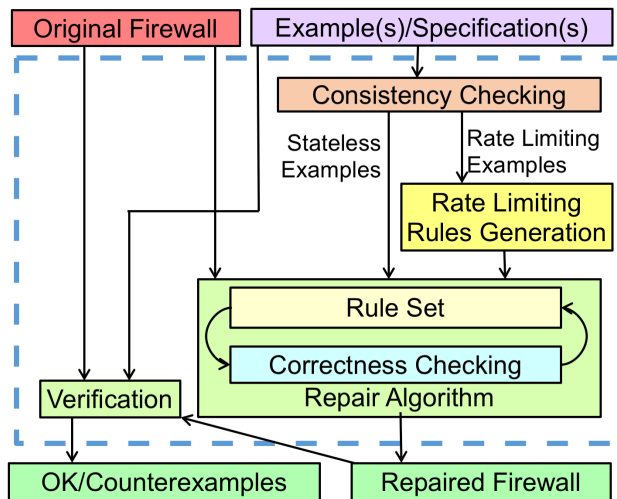 Original Firewall
Example(s)/Specification(s)
Consistency Checking
Stateless
Examples
Rate Limiting
Examples
Rate Limiting
Rules Generation
Rule Set
Correctness Checking
Repair Algorithm
Verification
OK/Counterexamples
Repaired Firewall